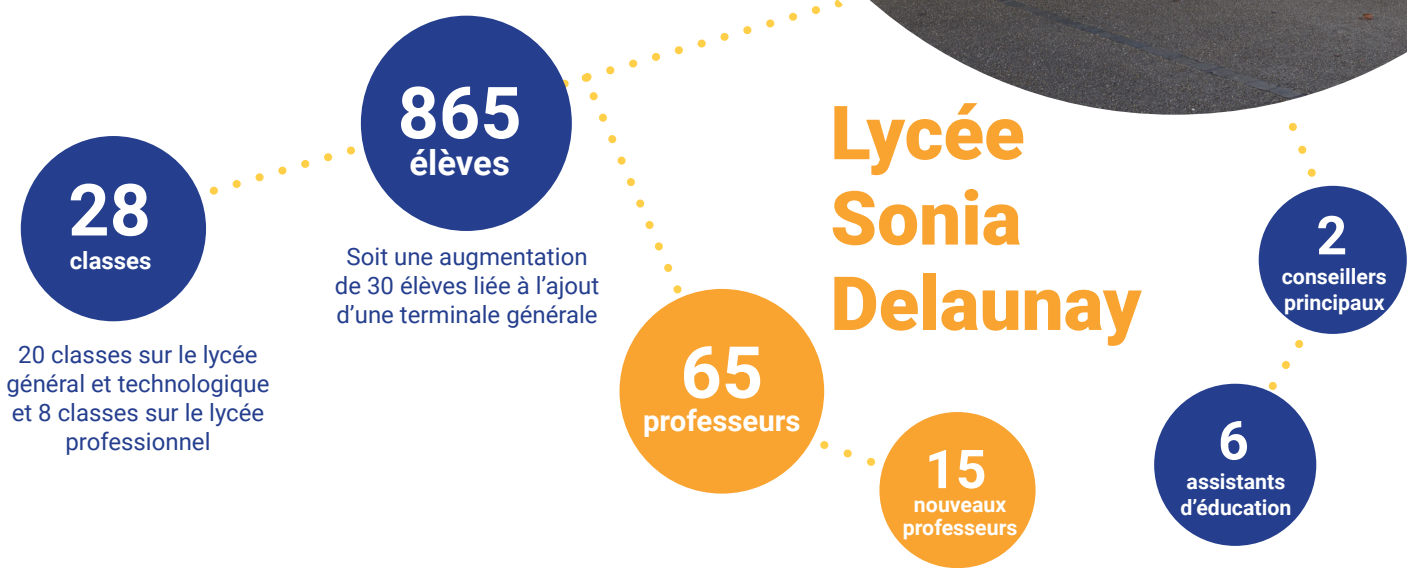 28
classes
20 classes sur le lycée
général et technologique
et 8 classes sur le lycée
professionnel
865
élèves
Soit une augmentation
de 30 élèves liée à l’ajout
d’une terminale générale
Lycée
Sonia
Delaunay
65
professeurs
15
nouveaux
professeurs
2
conseillers
principaux
6
assistants
d’éducation